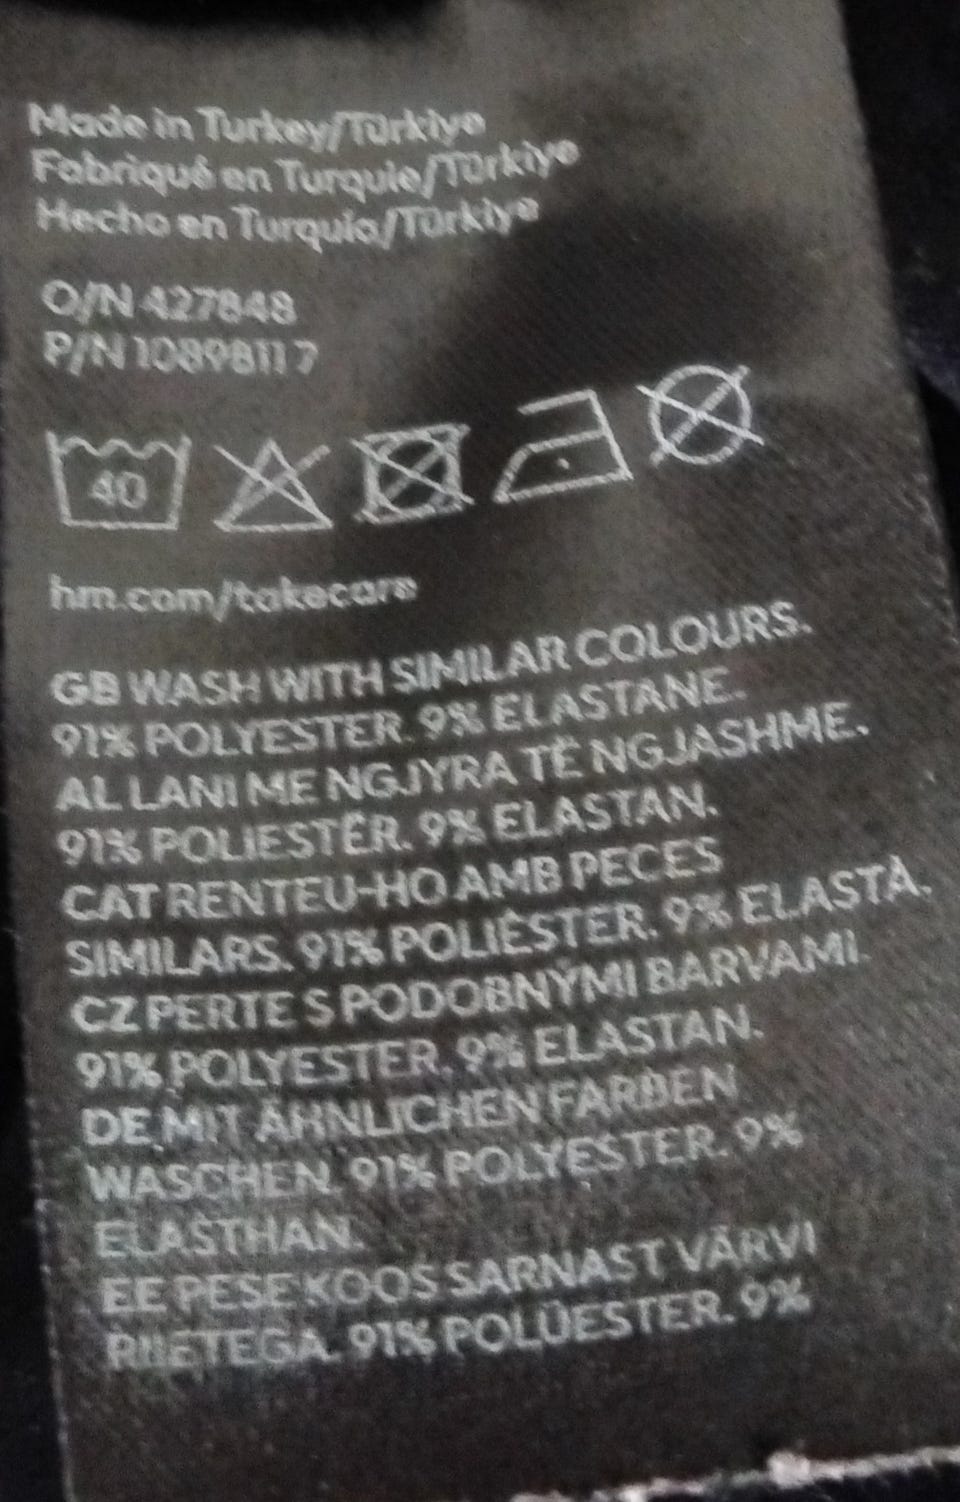 Made in Turkey/Türkiye
Fabriqué en Turquie/Türkiye
Hecho en Turquía/Türkiye
O/N 427848
P/N 10898117
40
hm.com/takecare
GB WASH WITH SIMILAR COLOURS.
91% POLYESTER. 9% ELASTANE.
AL LANI ME NGJYRA TË NGJASHME.
91% POLIESTËR. 9% ELASTAN.
CAT RENTEU-HO AMB PECES
SIMILARS. 91% POLIÈSTER. 9% ELASTÀ.
CZ PERTE S PODOBNÝMI BARVAMI.
91% POLYESTER. 9% ELASTAN.
DE MIT ÄHNLICHEN FARBEN
WASCHEN. 91% POLYESTER. 9%
ELASTHAN.
EE PESE KOOS SARNAST VÄRVI
RIIETEGA. 91% POLÜESTER. 9%